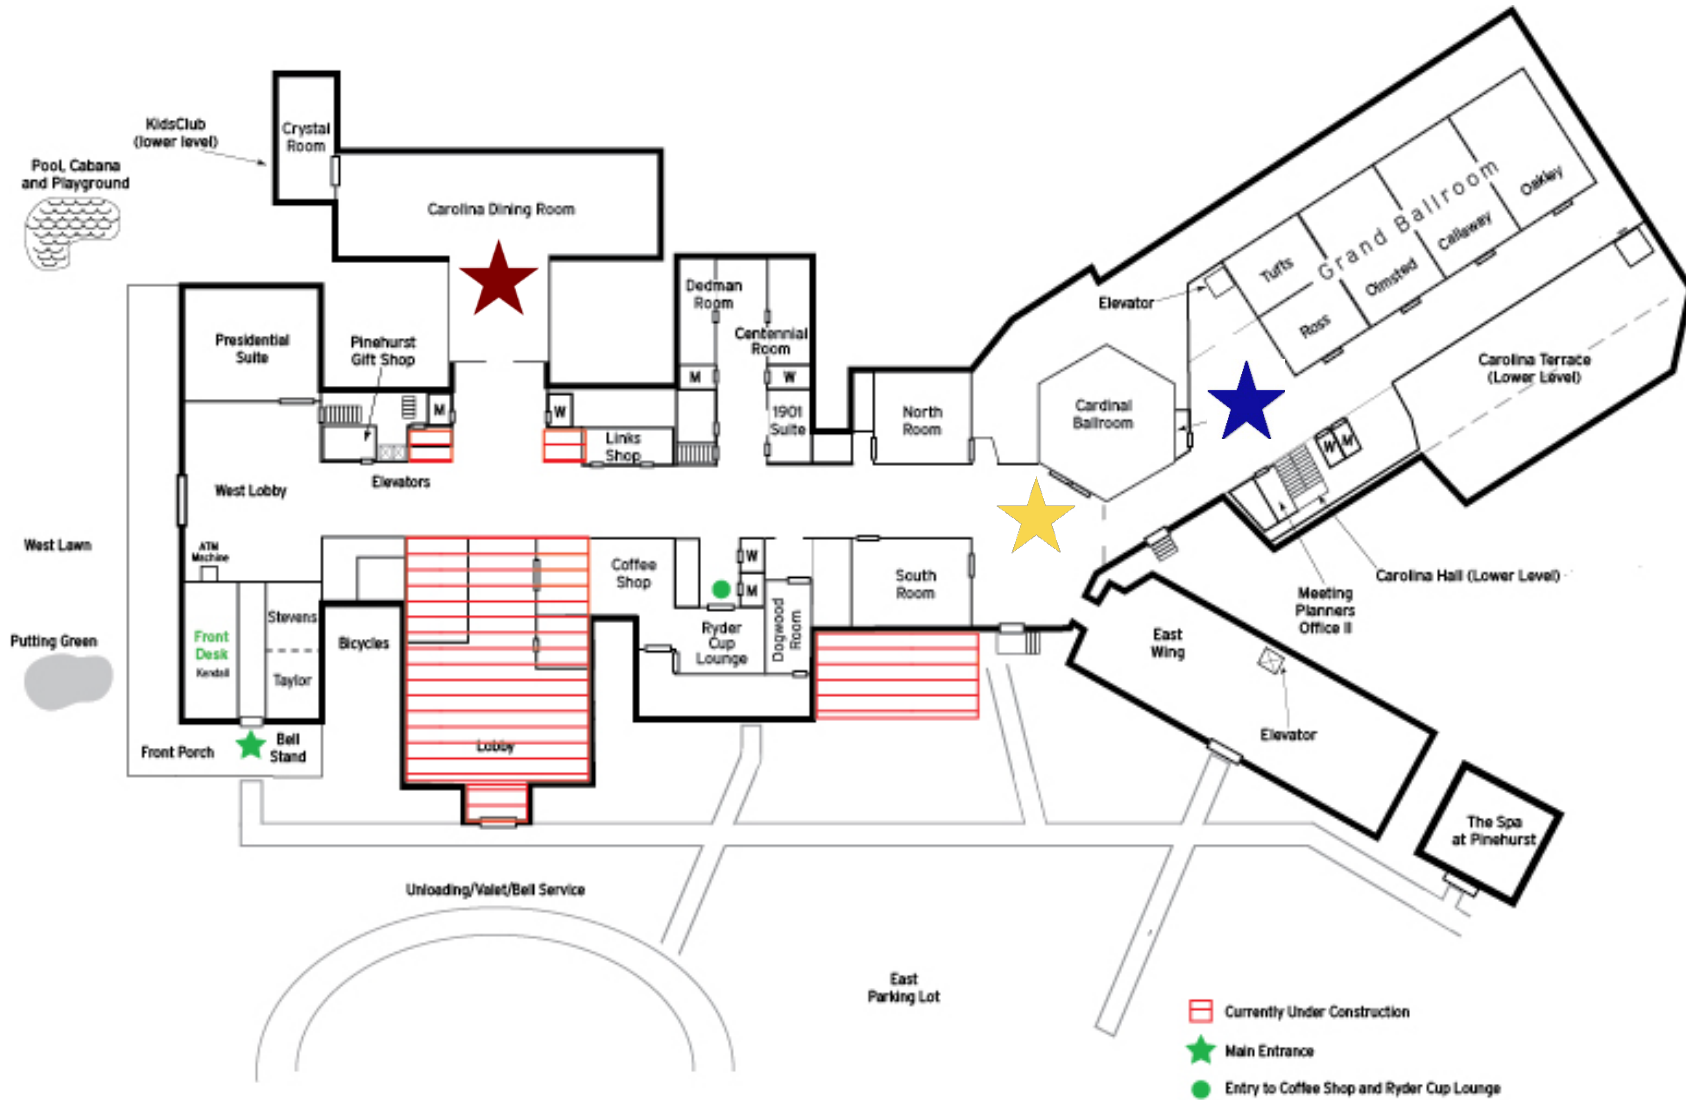 KidsClub
(lower level)
Pool, Cabana
and Playground
Crystal
Room
Carolina Dining Room
Presidential
Suite
Pinehurst
Gift Shop
M
W
Links
Shop
Dedman
Room
Centennial
Room
M
W
1901
Suite
North
Room
Cardinal
Ballroom
Elevator
Tufts
Ross
Grand Ballroom
Olmsted
Callaway
Oakley
Carolina Terrace
(Lower Level)
W
M
West Lobby
Elevators
ATM
Machine
West Lawn
Putting Green
Front
Desk
Kendall
Stevens
Taylor
Bicycles
Front Porch
Bell
Stand
Lobby
Coffee
Shop
W
M
Ryder
Cup
Lounge
Dogwood
Room
South
Room
Carolina Hall (Lower Level)
Meeting
Planners
Office II
East
Wing
Elevator
The Spa
at Pinehurst
Unloading/Valet/Bell Service
East
Parking Lot
Currently Under Construction
Main Entrance
Entry to Coffee Shop and Ryder Cup Lounge